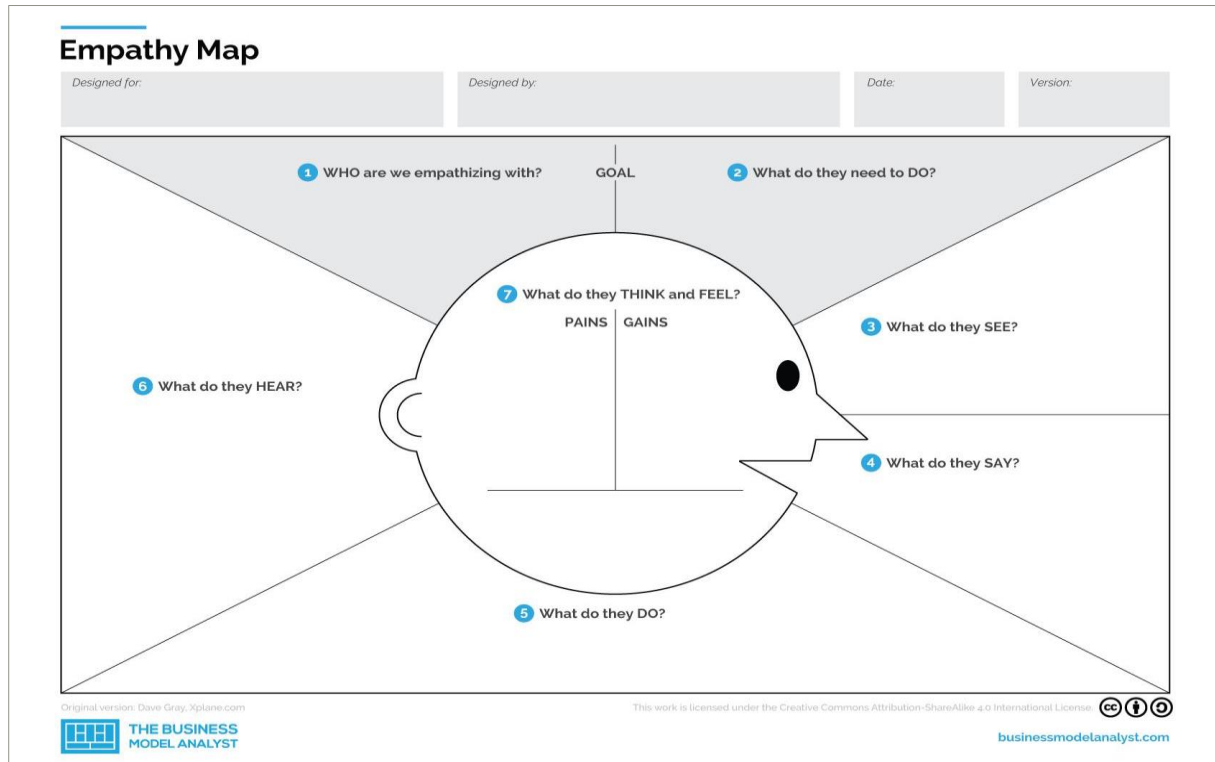 Empathy Map
Designed for:
Designed by:
Date:
Version:
1 WHO are we empathizing with?
GOAL
2 What do they need to DO?
7 What do they THINK and FEEL?
PAINS
GAINS
3 What do they SEE?
6 What do they HEAR?
4 What do they SAY?
5 What do they DO?
Original version: Dave Gray, Xplane.com
This work is licensed under the Creative Commons Attribution-ShareAlike 4.0 International License.
cc
THE BUSINESS
MODEL ANALYST
businessmodelanalyst.com